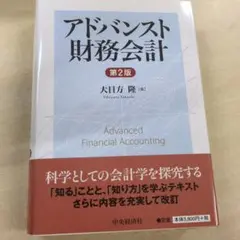 アドバンスト
財務会計
第2版
大日方 隆 [著]
Obinata Takashi
Advanced
Financial Accounting
科学としての会計学を探究する
「知る」ことと、「知り方」を学ぶテキスト
さらに内容を充実して改訂
中央経済社